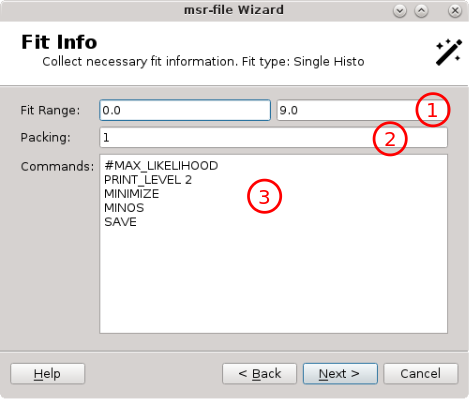 msr-file Wizard
Fit Info
Collect necessary fit information. Fit type: Single Histo
Fit Range: 0.0 9.0 1
Packing: 1 2
Commands: #MAX_LIKELIHOOD
PRINT_LEVEL 2
MINIMIZE 3
MINOS
SAVE
Help < Back Next > Cancel